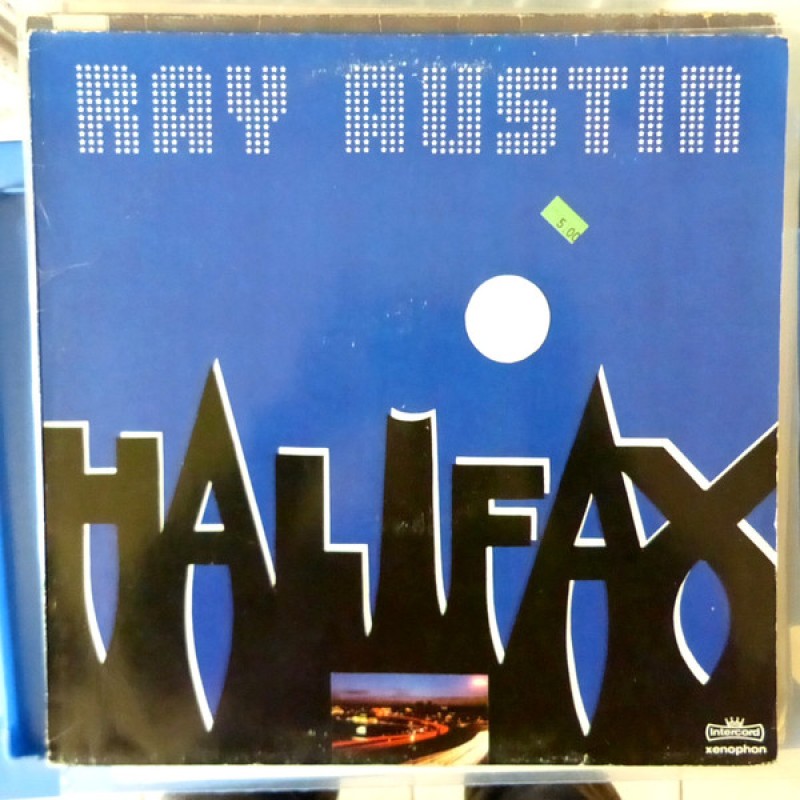 RAY AUSTIN
5.00
HALIFAX
Intercord
xenophon